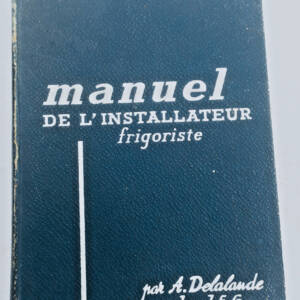 manuel
DE L'INSTALLATEUR
frigoriste
par A. Delalande